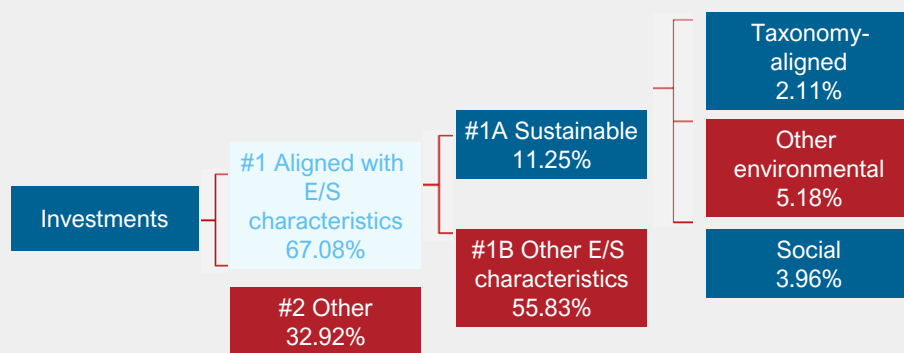 Investments
#1 Aligned with
E/S
characteristics
67.08%
#2 Other
32.92%
#1A Sustainable
11.25%
#1B Other E/S
characteristics
55.83%
Taxonomy-
aligned
2.11%
Other
environmental
5.18%
Social
3.96%